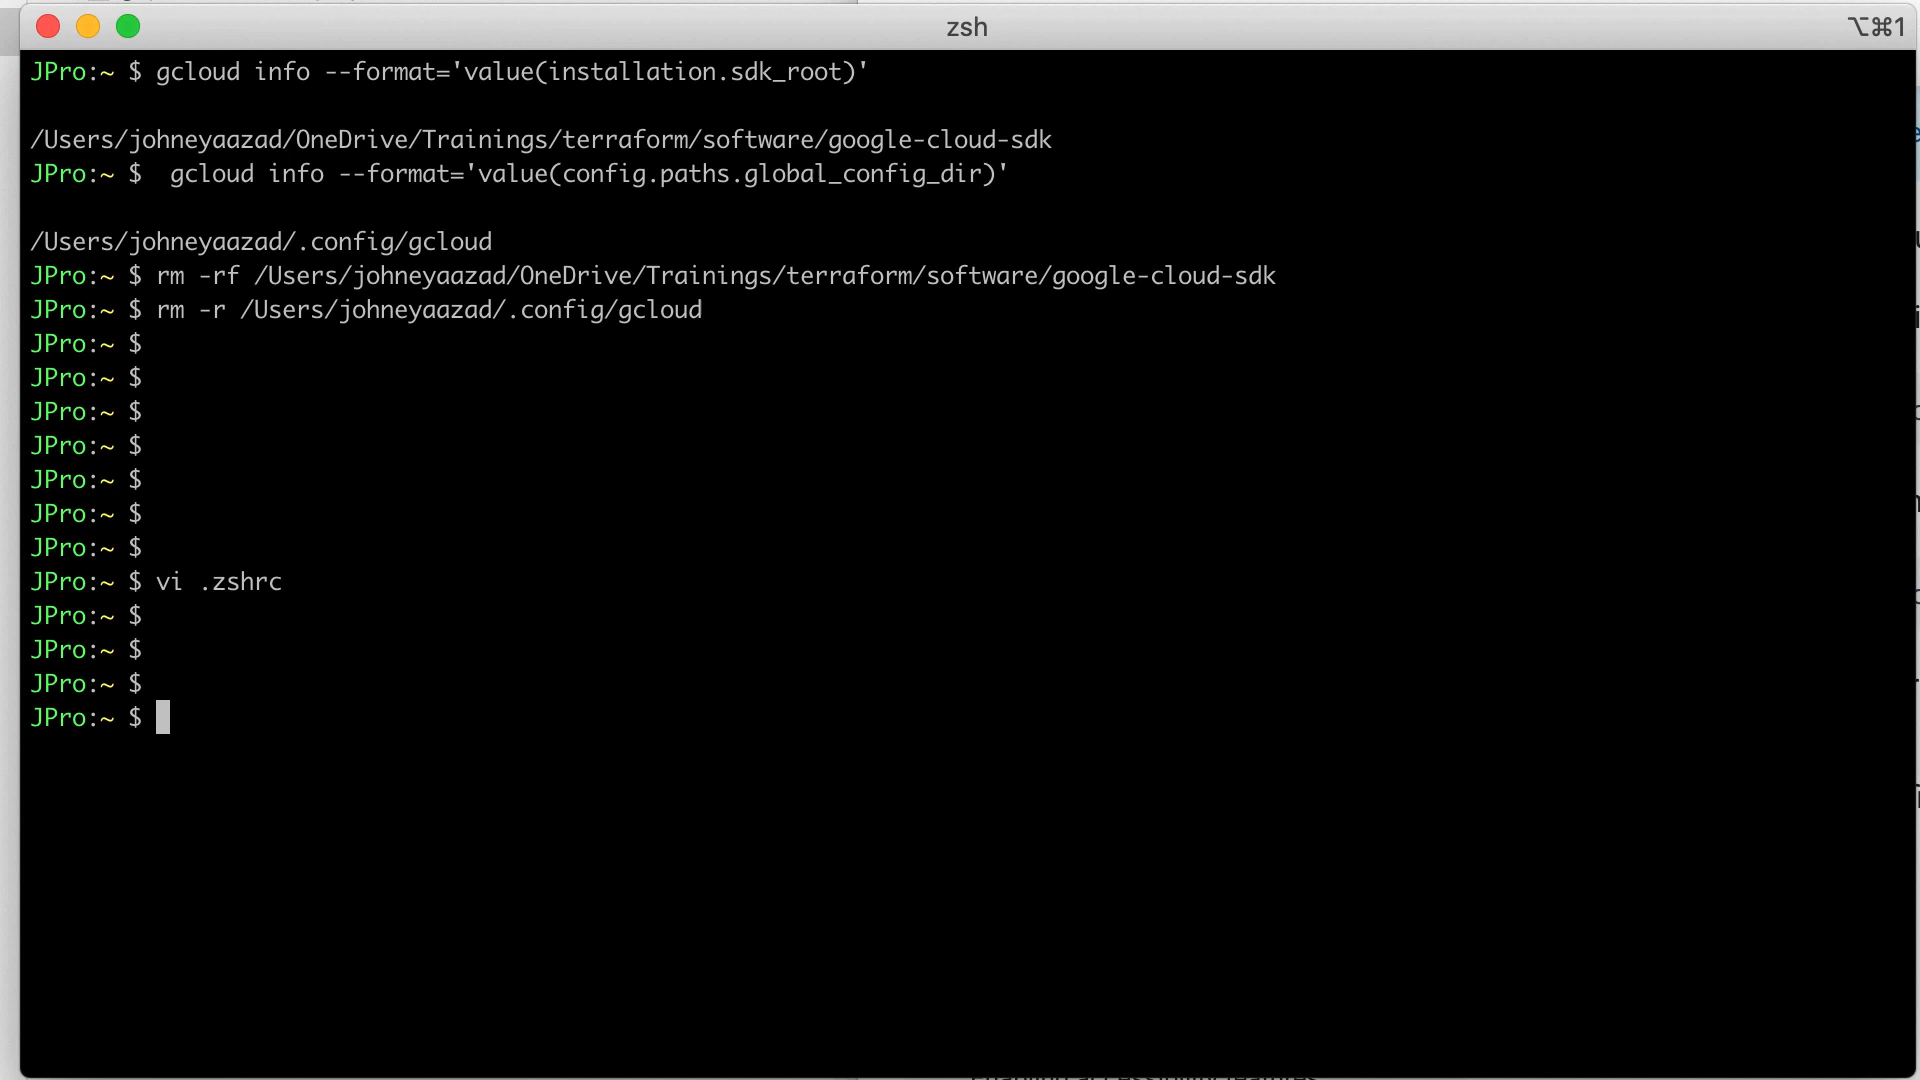 zsh
⌥⌘1
JPro:~ $ gcloud info --format='value(installation.sdk_root)'
/Users/johneyaazad/OneDrive/Trainings/terraform/software/google-cloud-sdk
JPro:~ $  gcloud info --format='value(config.paths.global_config_dir)'
/Users/johneyaazad/.config/gcloud
JPro:~ $ rm -rf /Users/johneyaazad/OneDrive/Trainings/terraform/software/google-cloud-sdk
JPro:~ $ rm -r /Users/johneyaazad/.config/gcloud
JPro:~ $
JPro:~ $
JPro:~ $
JPro:~ $
JPro:~ $
JPro:~ $
JPro:~ $
JPro:~ $ vi .zshrc
JPro:~ $
JPro:~ $
JPro:~ $
JPro:~ $